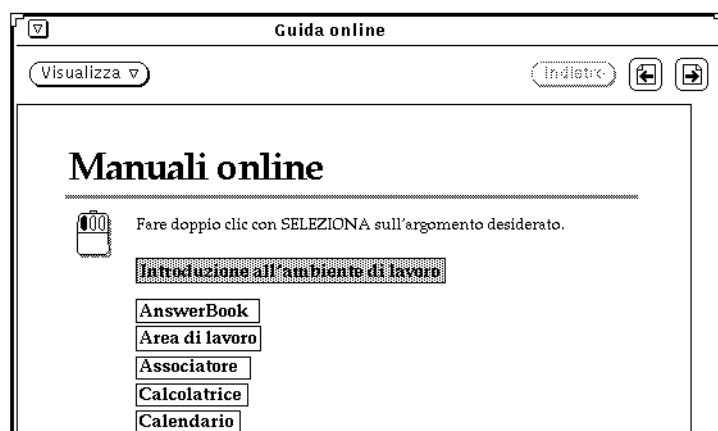 Guida online
Visualizza Indietro
Manuali online
Fare doppio clic con SELEZIONA sull'argomento desiderato.
Introduzione all'ambiente di lavoro
AnswerBook
Area di lavoro
Associatore
Calcolatrice
Calendario